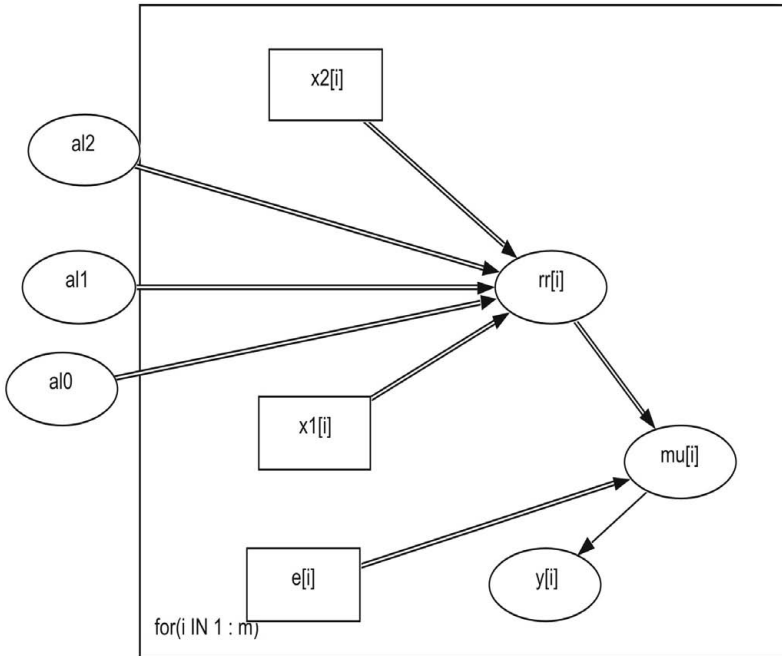 x2[i]
al2
al1
rr[i]
al0
x1[i]
mu[i]
e[i]
y[i]
for(i IN 1 : m)